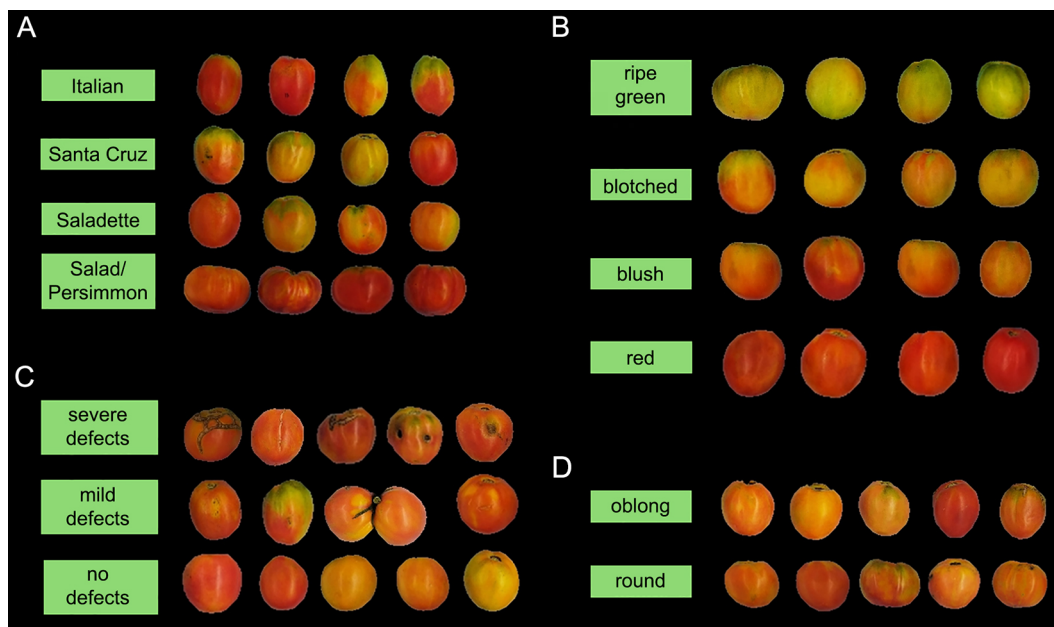 A
Italian
Santa Cruz
Saladette
Salad/
Persimmon
B
ripe
green
blotched
blush
red
C
severe
defects
mild
defects
no
defects
D
oblong
round